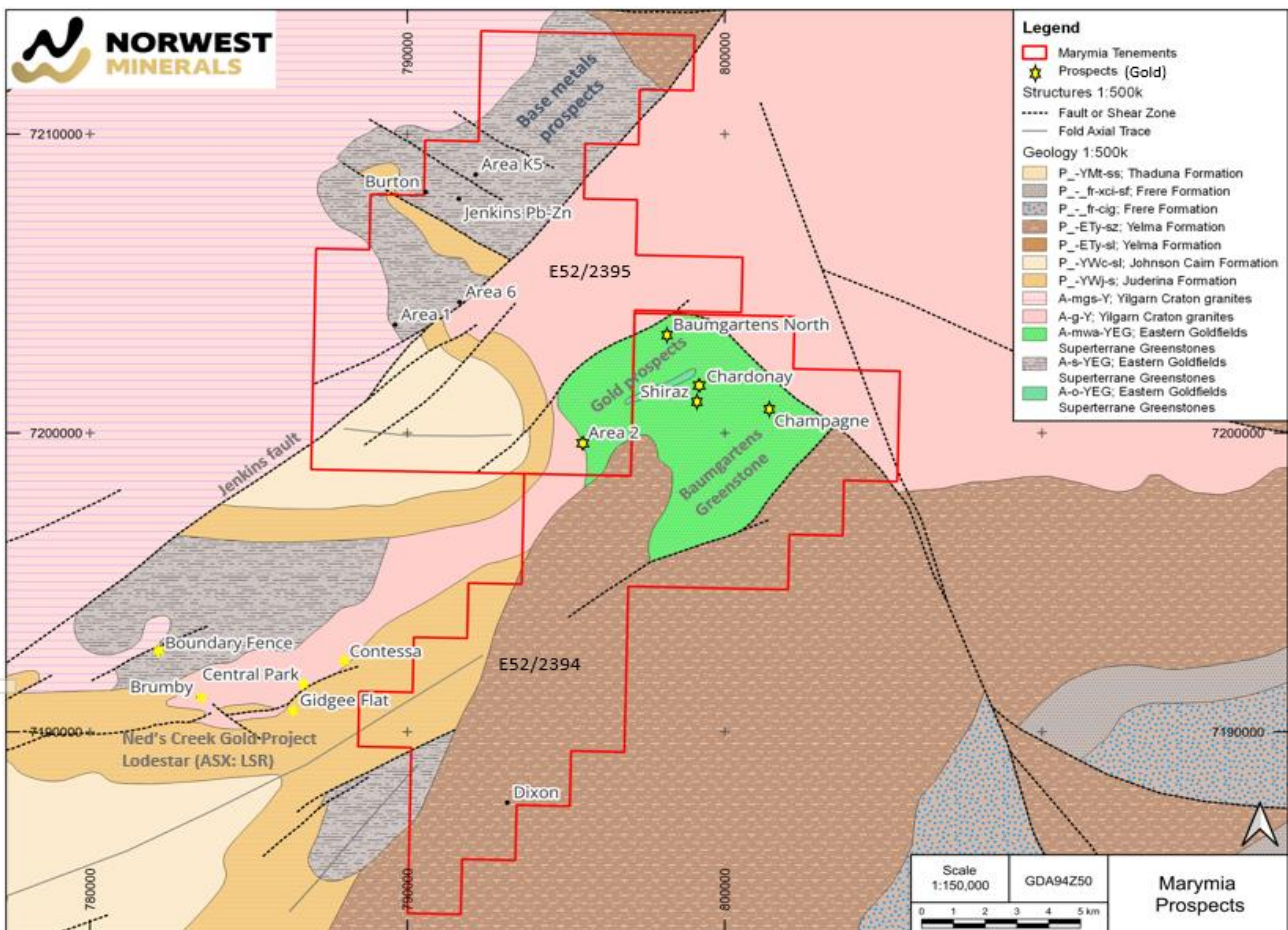 NORWEST
MINERALS
790000
800000
Legend
Marymia Tenements
Prospects (Gold)
Structures 1:500k
Fault or Shear Zone
Fold Axial Trace
Geology 1:500k
P_-YMt-ss; Thaduna Formation
P_-_fr-xci-sf; Frere Formation
P_-_fr-cig; Frere Formation
P_-ETy-sz; Yelma Formation
P_-ETy-sl; Yelma Formation
P_-YWc-sl; Johnson Cairn Formation
P_-YWj-s; Juderina Formation
A-mgs-Y; Yilgarn Craton granites
A-g-Y; Yilgarn Craton granites
A-mwa-YEG; Eastern Goldfields
Superterrane Greenstones
A-s-YEG; Eastern Goldfields
Superterrane Greenstones
A-o-YEG; Eastern Goldfields
Superterrane Greenstones
Base metals
prospects
7210000
Area K5
Burton
Jenkins Pb-Zn
E52/2395
Area 6
Area 1
Baumgartens North
Gold prospects
Chardonay
Shiraz
Champagne
Area 2
7200000
7200000
Baumgartens
Greenstone
Jenkins fault
Boundary Fence
Contessa
Central Park
Brumby
Gidgee Flat
E52/2394
Ned's Creek Gold Project
Lodestar (ASX: LSR)
7190000
7190000
Dixon
780000
790000
800000
Scale
1:150,000
GDA94Z50
0 1 2 3 4 5 km
Marymia
Prospects